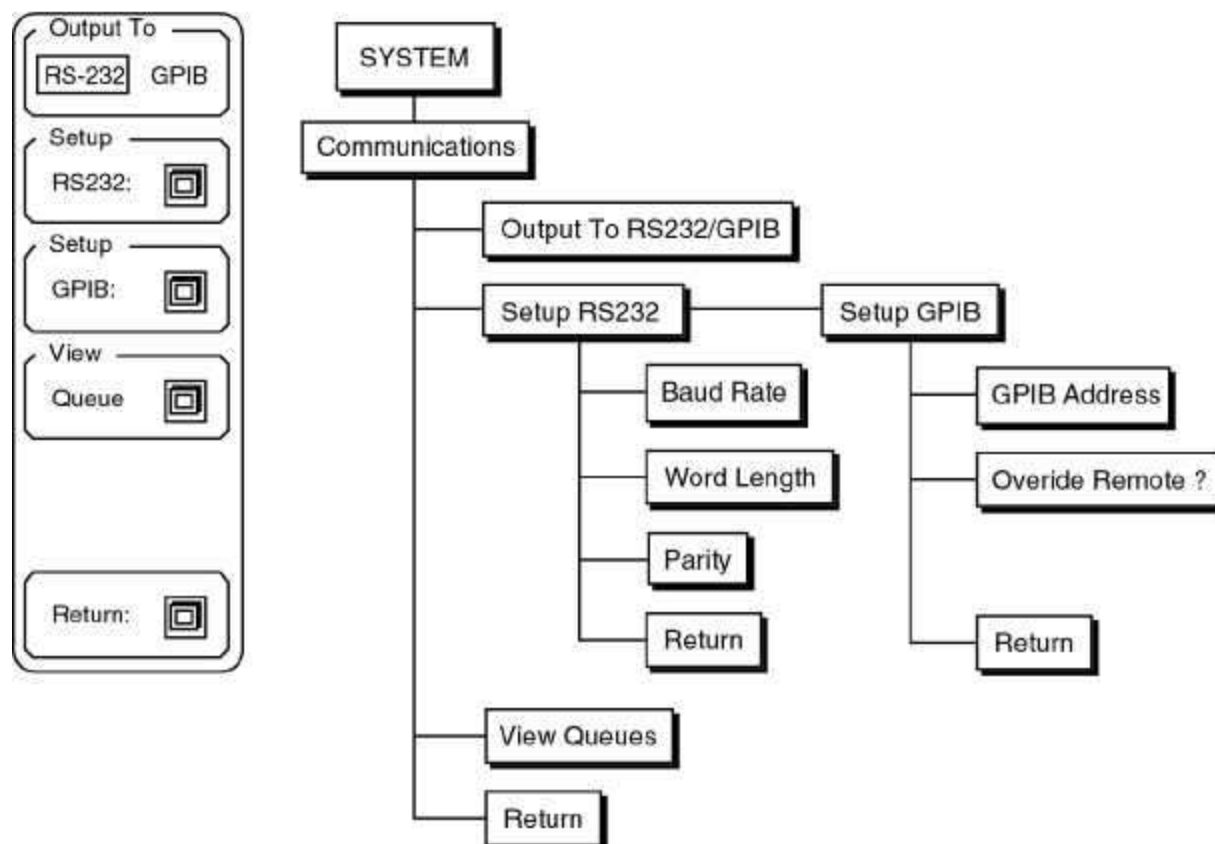 Output To
RS-232 GPIB
Setup
RS232:
Setup
GPIB:
View
Queue
Return:
SYSTEM
Communications
Output To RS232/GPIB
Setup RS232
Setup GPIB
Baud Rate
GPIB Address
Word Length
Overide Remote ?
Parity
Return
Return
View Queues
Return